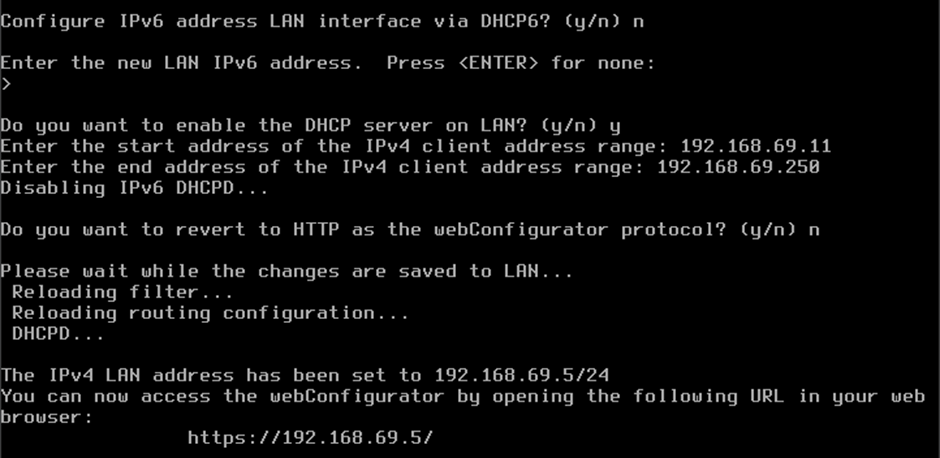 Configure IPv6 address LAN interface via DHCP6? (y/n) n
Enter the new LAN IPv6 address.  Press <ENTER> for none:
>
Do you want to enable the DHCP server on LAN? (y/n) y
Enter the start address of the IPv4 client address range: 192.168.69.11
Enter the end address of the IPv4 client address range: 192.168.69.250
Disabling IPv6 DHCPD...
Do you want to revert to HTTP as the webConfigurator protocol? (y/n) n
Please wait while the changes are saved to LAN...
 Reloading filter...
 Reloading routing configuration...
 DHCPD...
The IPv4 LAN address has been set to 192.168.69.5/24
You can now access the webConfigurator by opening the following URL in your web
browser:
                https://192.168.69.5/